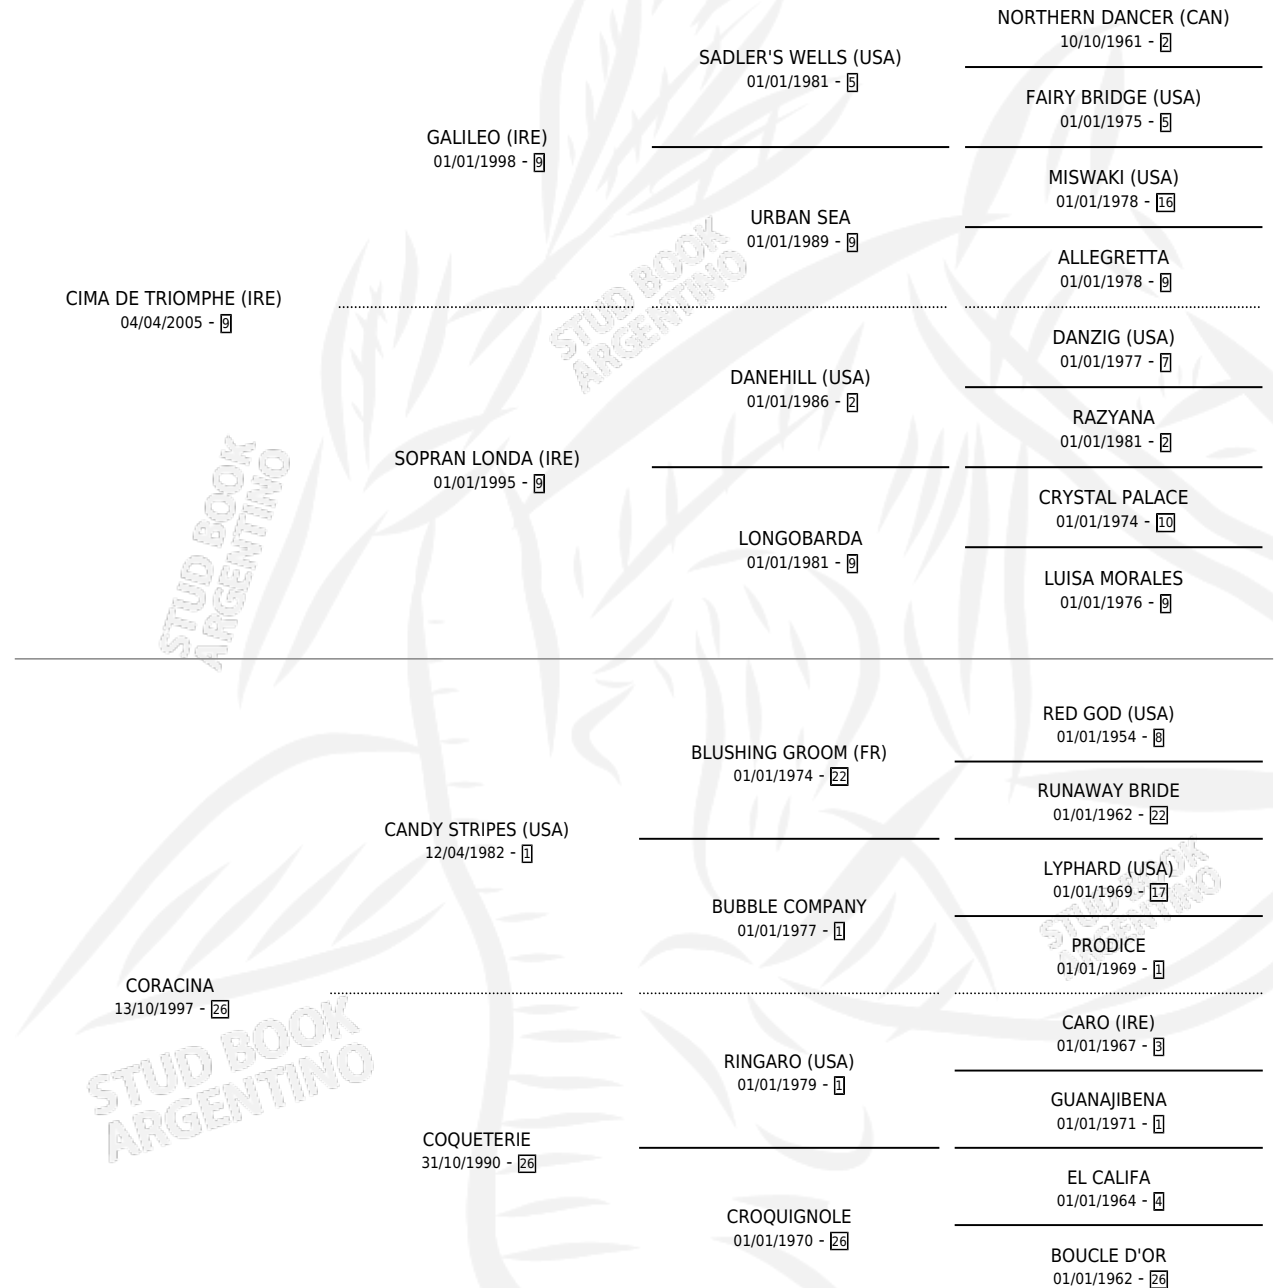 NORTHERN DANCER (CAN)
10/10/1961 - 2
SADLER'S WELLS (USA)
01/01/1981 - 5
FAIRY BRIDGE (USA)
01/01/1975 - 5
GALILEO (IRE)
01/01/1998 - 9
MISWAKI (USA)
01/01/1978 - 16
URBAN SEA
01/01/1989 - 9
ALLEGRETTA
01/01/1978 - 9
CIMA DE TRIOMPHE (IRE)
04/04/2005 - 9
DANZIG (USA)
01/01/1977 - 7
DANEHILL (USA)
01/01/1986 - 2
RAZYANA
01/01/1981 - 2
SOPRAN LONDA (IRE)
01/01/1995 - 9
CRYSTAL PALACE
01/01/1974 - 10
LONGOBARDA
01/01/1981 - 9
LUISA MORALES
01/01/1976 - 9
RED GOD (USA)
01/01/1954 - 8
BLUSHING GROOM (FR)
01/01/1974 - 22
RUNAWAY BRIDE
01/01/1962 - 22
CANDY STRIPES (USA)
12/04/1982 - 1
LYPHARD (USA)
01/01/1969 - 17
BUBBLE COMPANY
01/01/1977 - 1
PRODICE
01/01/1969 - 1
CORACINA
13/10/1997 - 26
CARO (IRE)
01/01/1967 - 3
RINGARO (USA)
01/01/1979 - 1
GUANAJIBENA
01/01/1971 - 1
COQUETERIE
31/10/1990 - 26
EL CALIFA
01/01/1964 - 4
CROQUIGNOLE
01/01/1970 - 26
BOUCLE D'OR
01/01/1962 - 26
STUD BOOK
ARGENTINO
STUD BOOK
ARGENTINO
STUD BOOK
ARGENTINO
STUD BOOK
ARGENTINO